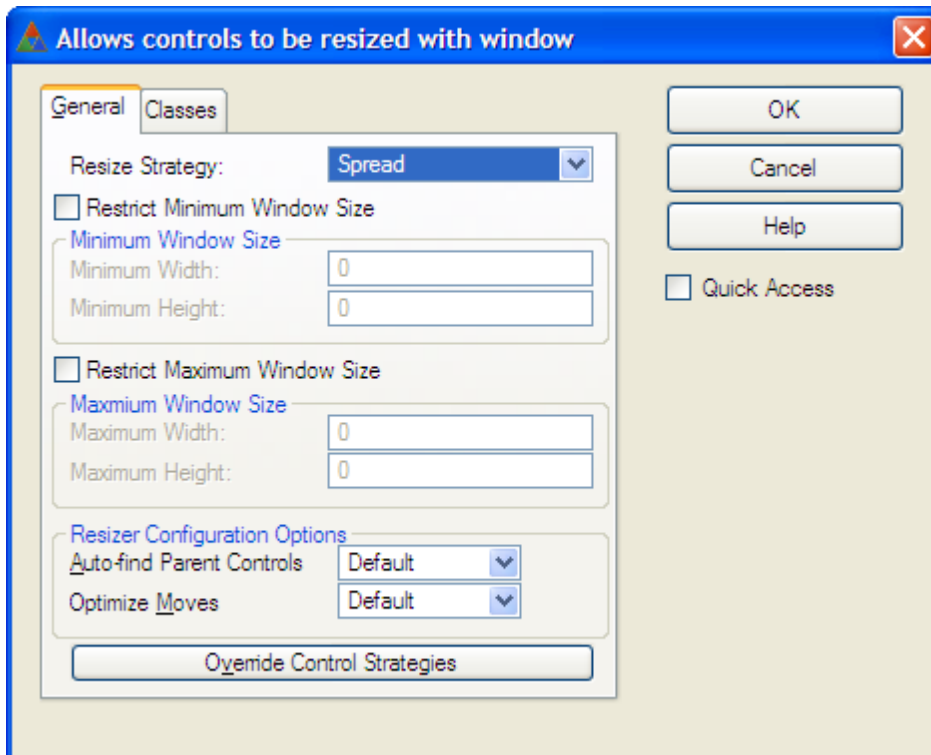 Allows controls to be resized with window
General Classes
OK
Resize Strategy: Spread
Cancel
Restrict Minimum Window Size
Help
Minimum Window Size
Minimum Width: 0
Quick Access
Minimum Height: 0
Restrict Maximum Window Size
Maxmium Window Size
Maximum Width: 0
Maximum Height: 0
Resizer Configuration Options
Auto-find Parent Controls Default
Optimize Moves Default
Override Control Strategies